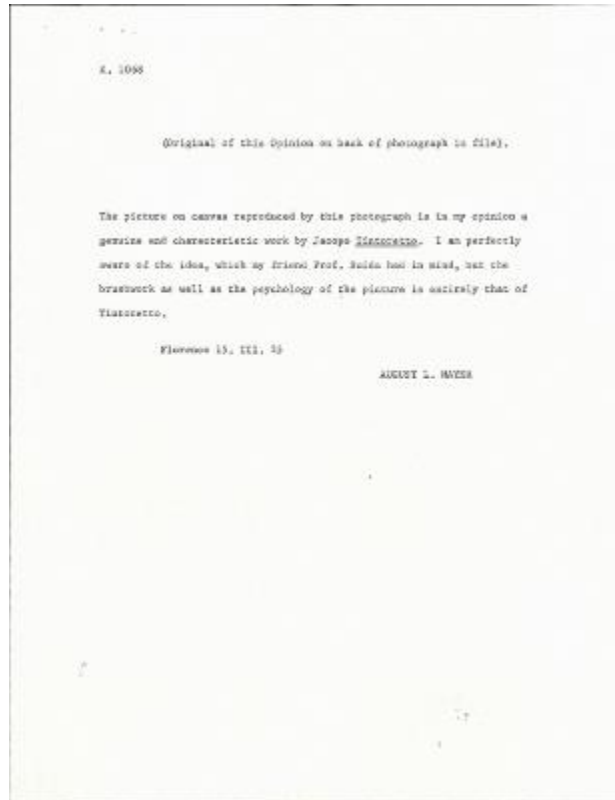 K. 1068
(Original of this Opinion on back of photograph in file).
The picture on canvas reproduced by this photograph is in my opinion a
genuine and characteristic work by Jacopo Tintoretto. I am perfectly
aware of the idea, which my friend Prof. Suida had in mind, but the
brushwork as well as the psychology of the picture is entirely that of
Tintoretto.
Florence 15. III.
AUGUST L. MAYER